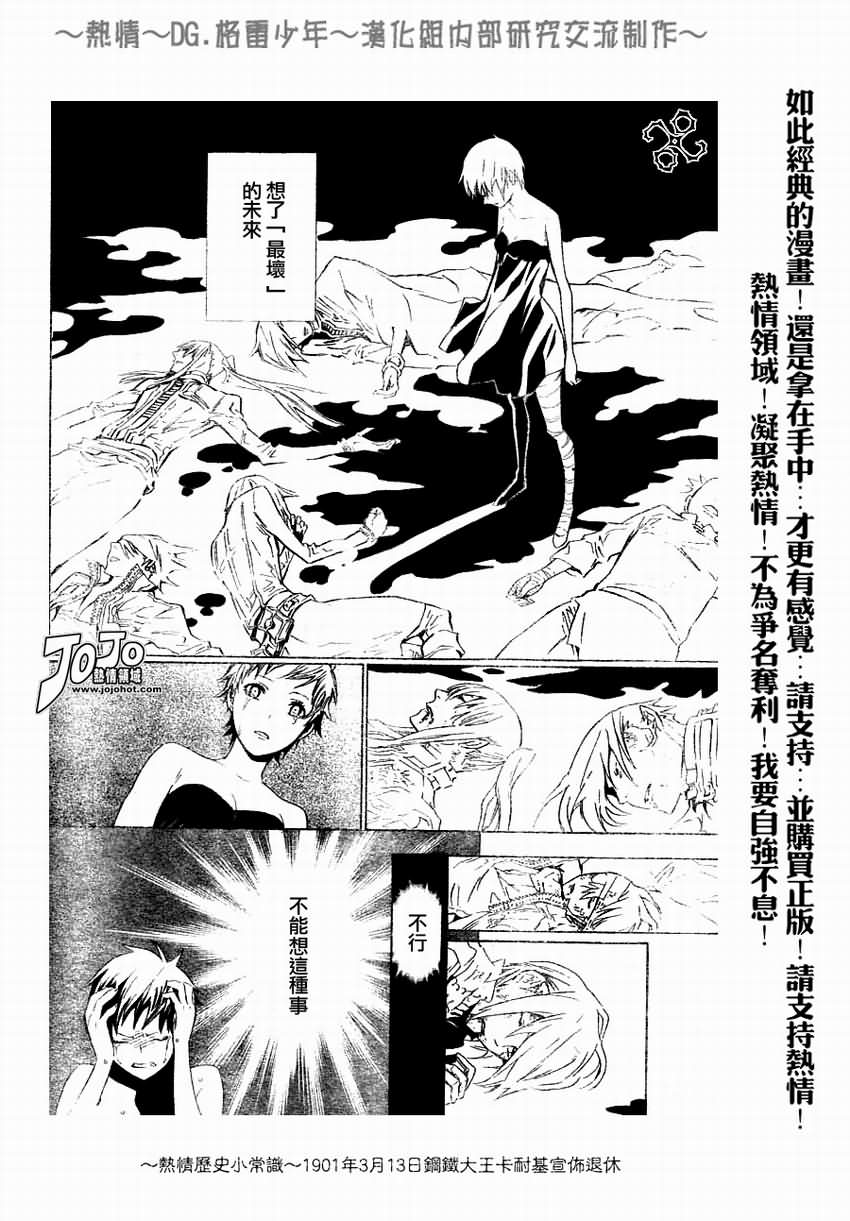 ～熱情～DG.格雷少年～漢化組內部研究交流制作～
如此經典的漫畫！還是拿在手中…才更有感覺…請支持…並購買正版！請支持熱情！
熱情領域！凝聚熱情！不為爭名奪利！我要自強不息！
想了「最壞」
的未來
JOJO
熱情領域
www.jojohot.com
不行
不能想這種事
～熱情歷史小常識～1901年3月13日鋼鐵大王卡耐基宣佈退休